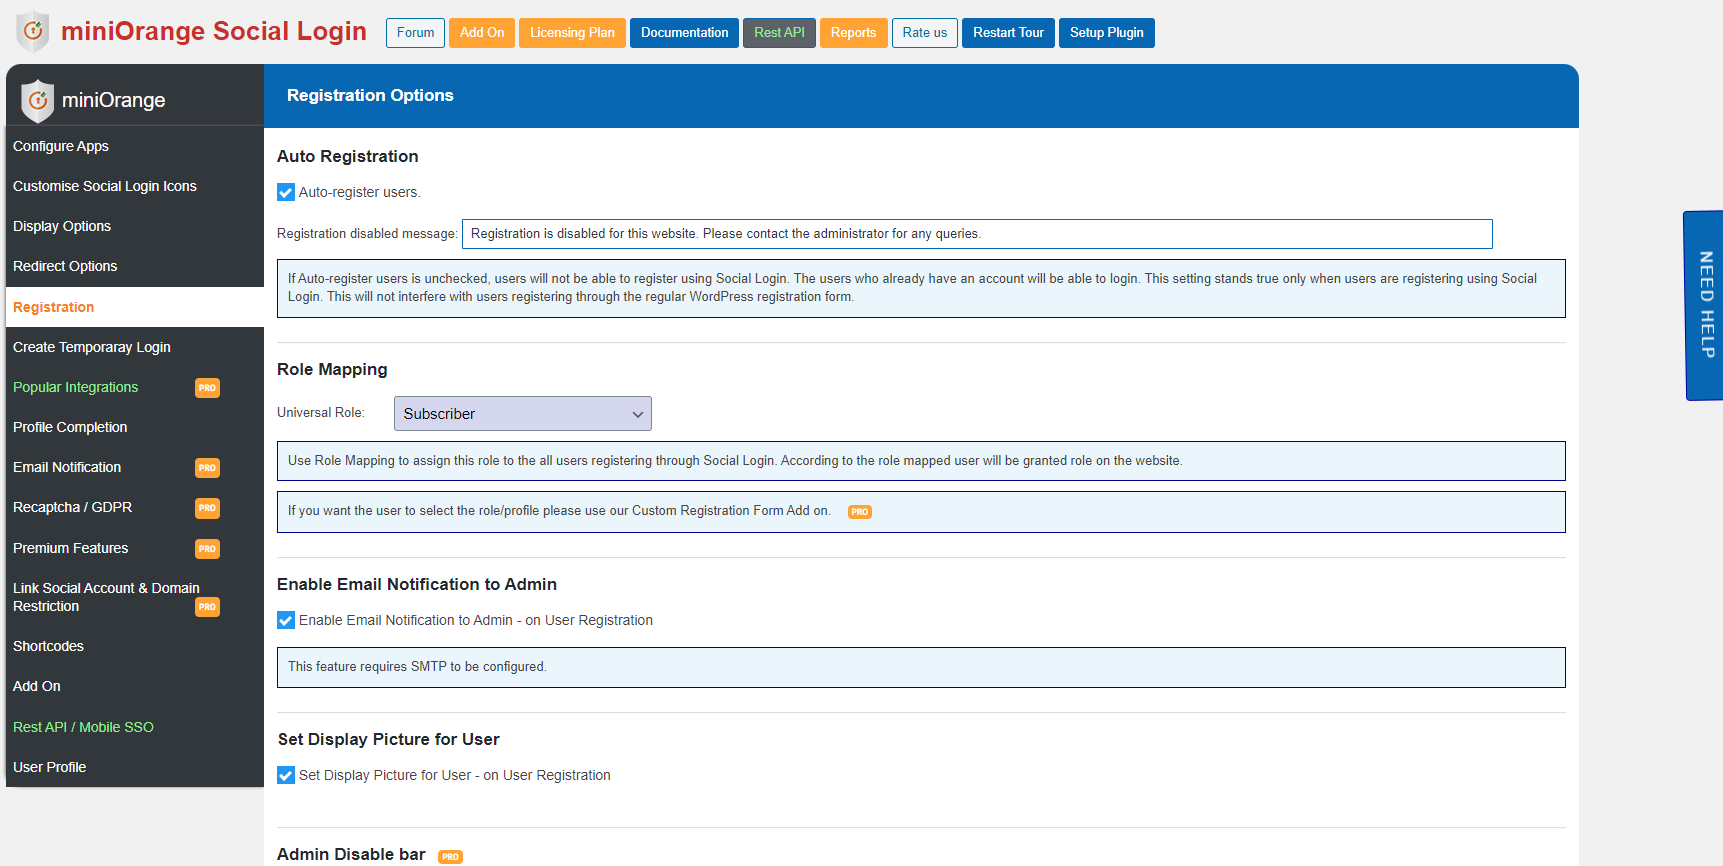 miniOrange Social Login
Forum
Add On
Licensing Plan
Documentation
Rest API
Reports
Rate us
Restart Tour
Setup Plugin
miniOrange
Configure Apps
Customise Social Login Icons
Display Options
Redirect Options
Registration
Create Temporaray Login
Popular Integrations PRO
Profile Completion
Email Notification PRO
Recaptcha / GDPR PRO
Premium Features PRO
Link Social Account & Domain
Restriction PRO
Shortcodes
Add On
Rest API / Mobile SSO
User Profile
Registration Options
Auto Registration
Auto-register users.
Registration disabled message: Registration is disabled for this website. Please contact the administrator for any queries.
If Auto-register users is unchecked, users will not be able to register using Social Login. The users who already have an account will be able to login. This setting stands true only when users are registering using Social
Login. This will not interfere with users registering through the regular WordPress registration form.
Role Mapping
Universal Role: Subscriber
Use Role Mapping to assign this role to the all users registering through Social Login. According to the role mapped user will be granted role on the website.
If you want the user to select the role/profile please use our Custom Registration Form Add on. PRO
Enable Email Notification to Admin
Enable Email Notification to Admin - on User Registration
This feature requires SMTP to be configured.
Set Display Picture for User
Set Display Picture for User - on User Registration
Admin Disable bar PRO
NEED HELP